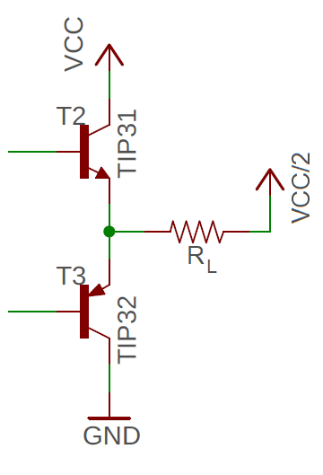 VCC
T2
TIP31
VCC/2
RL
T3
TIP32
GND